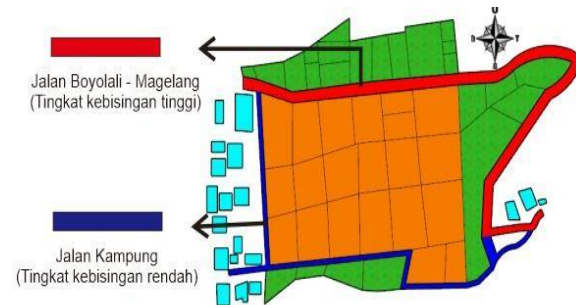 Jalan Boyolali - Magelang
(Tingkat kebisingan tinggi)
Jalan Kampung
(Tingkat kebisingan rendah)
U
B
T
S